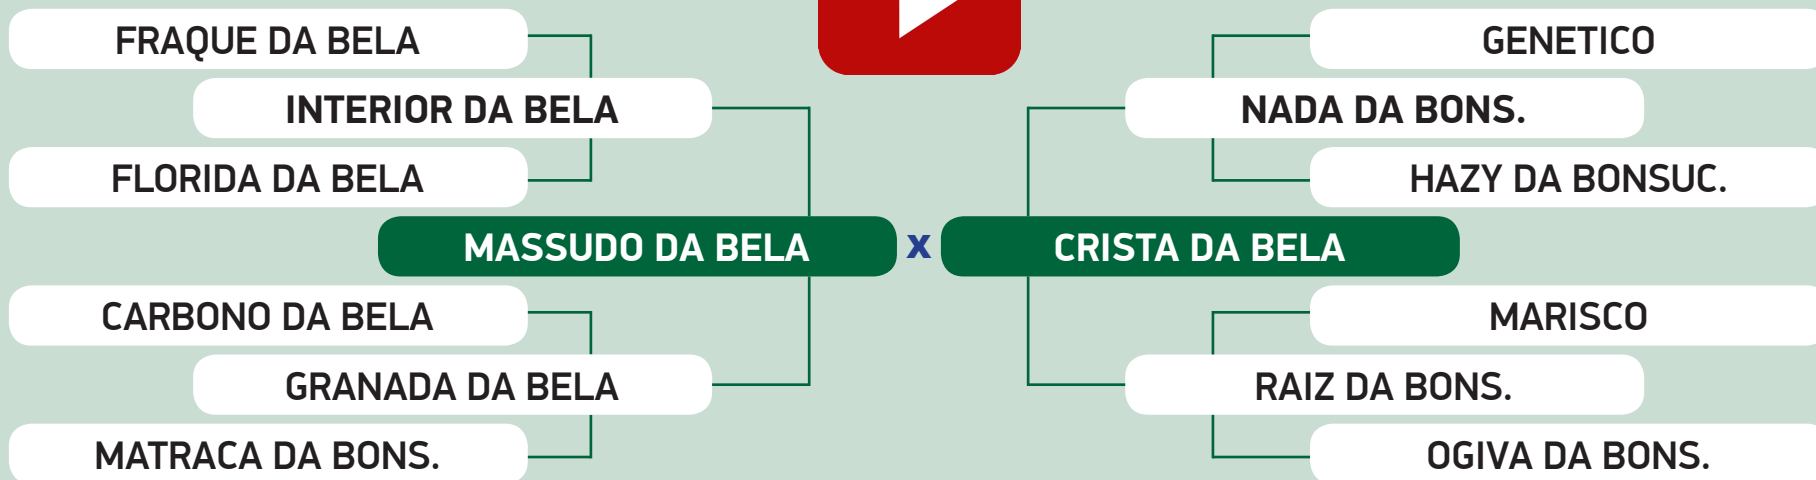 FRAQUE DA BELA
GENETICO
INTERIOR DA BELA
NADA DA BONS.
FLORIDA DA BELA
HAZY DA BONSUC.
MASSUDO DA BELA x CRISTA DA BELA
CARBONO DA BELA
MARISCO
GRANADA DA BELA
RAIZ DA BONS.
MATRACA DA BONS.
OGIVA DA BONS.